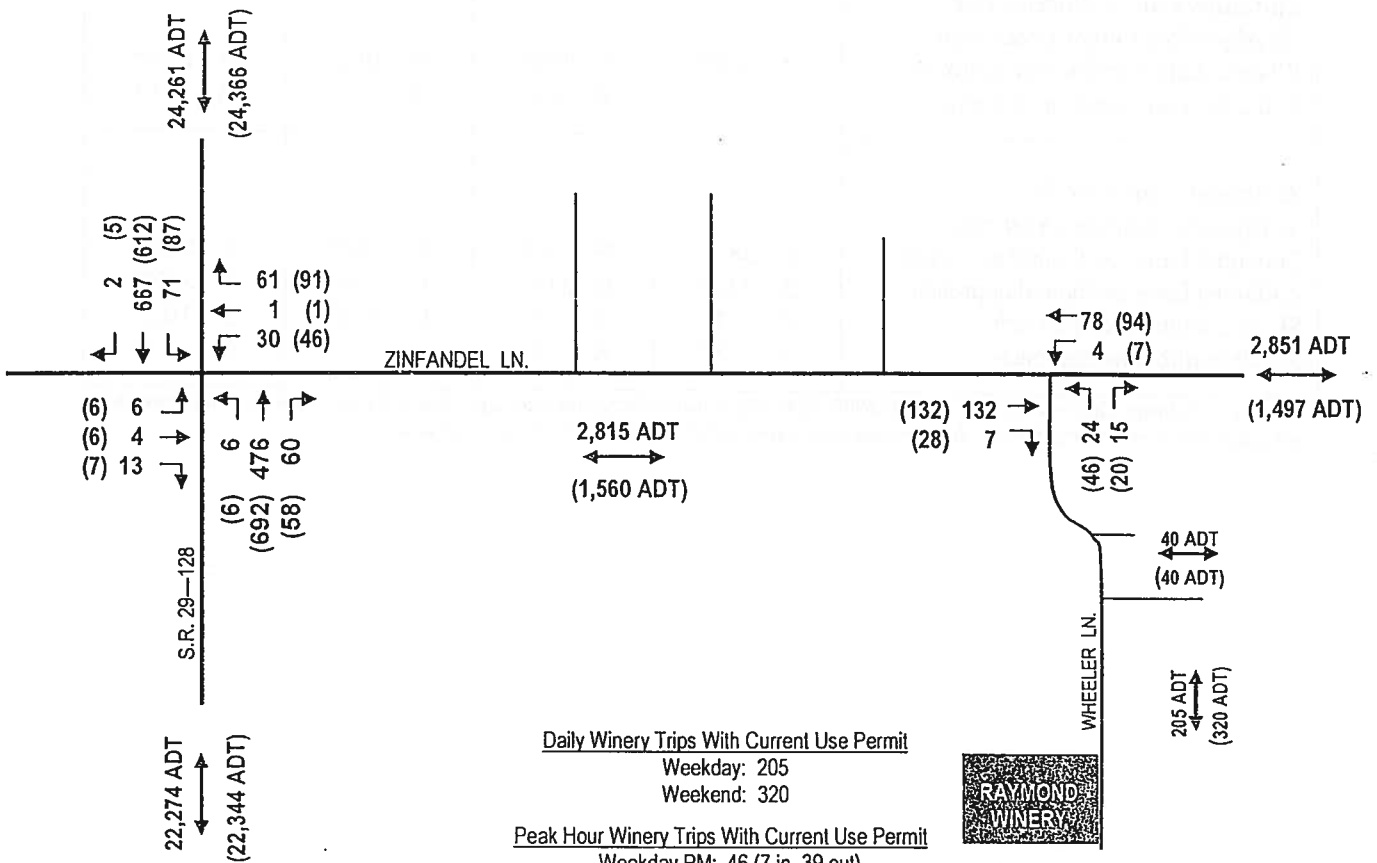 24,261 ADT
(24,366 ADT)
2 (5)
667 (612)
71 (87)
61 (91)
1 (1)
30 (46)
ZINFANDEL LN.
78 (94)
4 (7)
2,851 ADT
(1,497 ADT)
(6) 6
(6) 4
(7) 13
(6) 6
(692) 476
(58) 60
2,815 ADT
(1,560 ADT)
(132) 132
(28) 7
(46) 24
(20) 15
40 ADT
(40 ADT)
S.R. 29—128
WHEELER LN.
205 ADT
(320 ADT)
22,274 ADT
(22,344 ADT)
Daily Winery Trips With Current Use Permit
Weekday: 205
Weekend: 320
RAYMOND
WINERY
Peak Hour Winery Trips With Current Use Permit
Weekday PM: 46 (7 in, 39 out)